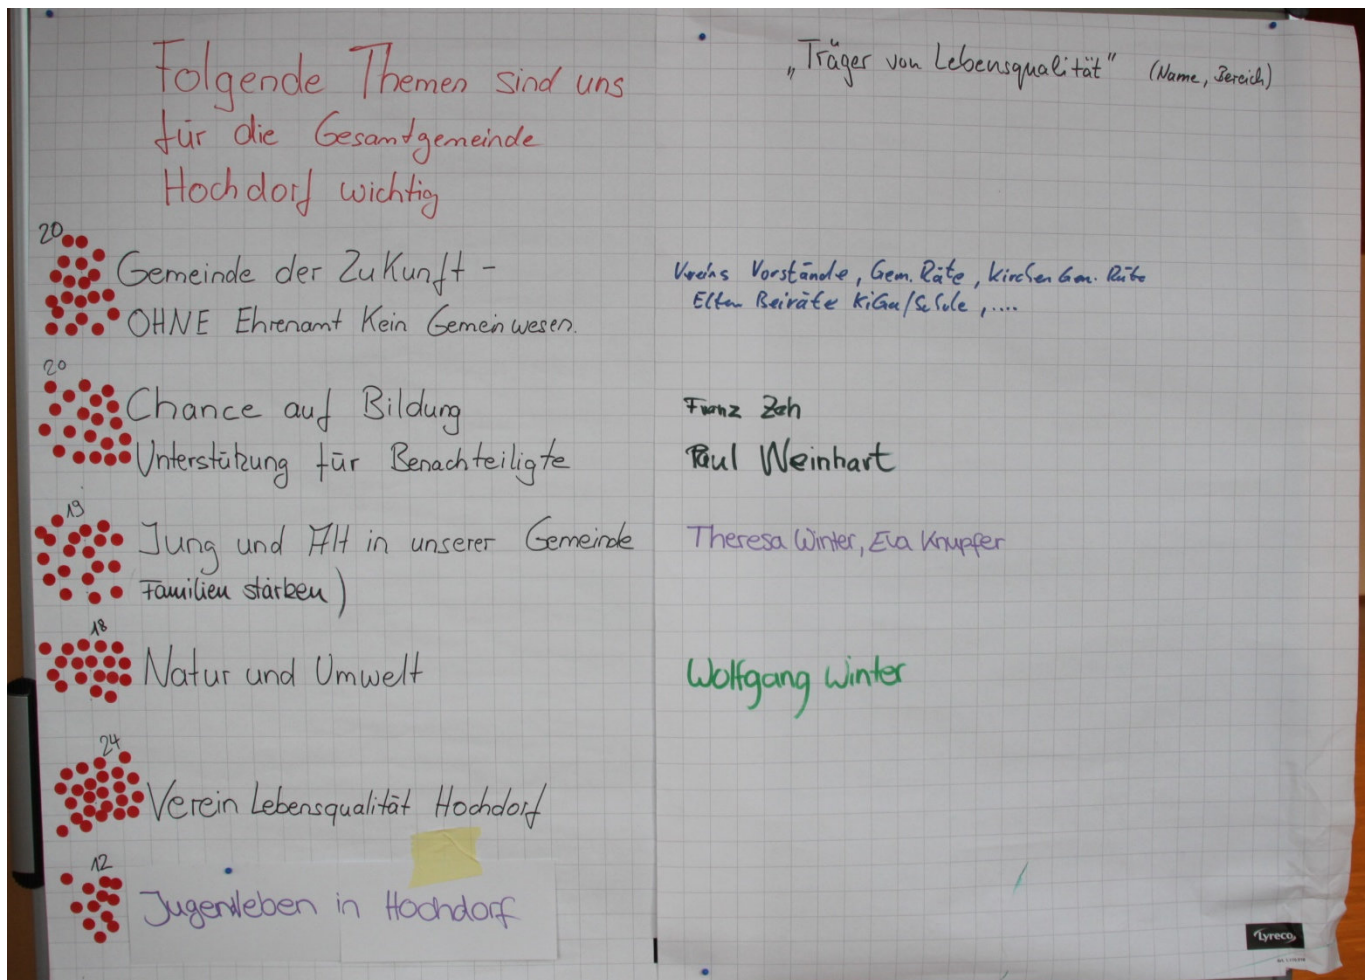 Folgende Themen sind uns
für die Gesamtgemeinde
Hochdorf wichtig
„Träger von Lebensqualität" (Name, Bereich)
20
Gemeinde der Zukunft -
OHNE Ehrenamt Kein Gemeinwesen.
Vereins Vorstände, Gem. Räte, Kirchen Gem. Räte
Eltern Beiräte KiGa/Schule, ....
20
Chance auf Bildung
Unterstützung für Benachteiligte
Franz Zeh
Paul Weinhart
19
Jung und Alt in unserer Gemeinde
(Familien stärken)
Theresa Winter, Eva Knupfer
18
Natur und Umwelt
Wolfgang Winter
24
Verein Lebensqualität Hochdorf
12
Jugendleben in Hochdorf
Lyreco